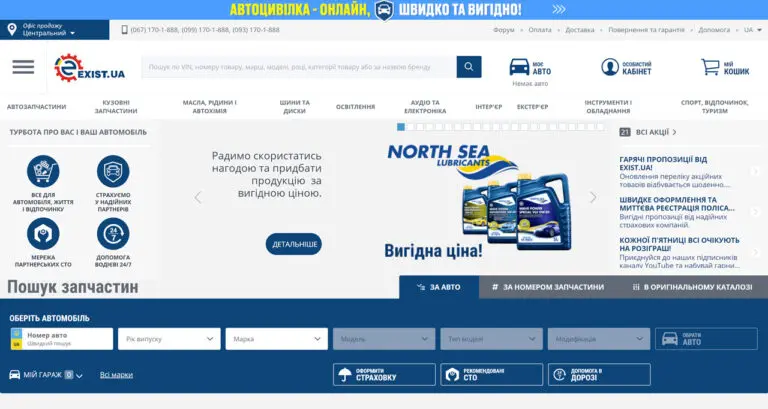 АВТОЦИВІЛКА - ОНЛАЙН, ШВИДКО ТА ВИГІДНО!
Офіс продажу
Центральний
(067) 170-1-888, (099) 170-1-888, (093) 170-1-888
Форум Оплата Доставка Повернення та гарантія Допомога UA
EXIST.UA
Пошук по VIN, номеру товару, марці, моделі, році, категорії товару або за назвою бренду
МОЄ АВТО
Немає авто
ОСОБИСТИЙ КАБІНЕТ
МІЙ КОШИК
АВТОЗАПЧАСТИНИ
КУЗОВНІ ЗАПЧАСТИНИ
МАСЛА, РІДИНИ І АВТОХІМІЯ
ШИНИ ТА ДИСКИ
ОСВІТЛЕННЯ
АУДІО ТА ЕЛЕКТРОНІКА
ІНТЕР'ЄР
ЕКСТЕР'ЄР
ІНСТРУМЕНТИ І ОБЛАДНАННЯ
СПОРТ, ВІДПОЧИНОК, ТУРИЗМ
ТУРБОТА ПРО ВАС І ВАШ АВТОМОБІЛЬ
ВСЕ ДЛЯ
АВТОМОБІЛЯ, ЖИТТЯ
І ВІДПОЧИНКУ
СТРАХУЄМО
У НАДІЙНИХ
ПАРТНЕРІВ
МЕРЕЖА
ПАРТНЕРСЬКИХ СТО
24/7
ДОПОМОГА
ВОДІЄВІ 24/7
Радимо скористатись
нагодою та придбати
продукцію за
вигідною ціною.
ДЕТАЛЬНІШЕ
NORTH SEA
LUBRICANTS
Вигідна ціна!
21 ВСІ АКЦІЇ
ГАРЯЧІ ПРОПОЗИЦІЇ ВІД
EXIST.UA!
Оновлення переліку акційних
товарів відбувається щоденно....
ШВИДКЕ ОФОРМЛЕННЯ ТА
МИТТЄВА РЕЄСТРАЦІЯ ПОЛІСА...
Вигідні пропозиції від надійних
страхових компаній.
КОЖНОЇ П'ЯТНИЦІ ВСІ ОЧІКУЮТЬ
НА РОЗІГРАШ!
Приєднуйся до наших підписників
каналу YouTube та набувай гарни...
Пошук запчастин
ЗА АВТО
# ЗА НОМЕРОМ ЗАПЧАСТИНИ
В ОРИГІНАЛЬНОМУ КАТАЛОЗІ
ОБЕРІТЬ АВТОМОБІЛЬ
UA
Номер авто
Швидкий пошук
Рік випуску
Марка
Модель
Тип моделі
Модифікація
ОБРАТИ АВТО
МІЙ ГАРАЖ 0
Всі марки
ОФОРМИТИ СТРАХОВКУ
РЕКОМЕНДОВАНІ СТО
ДОПОМОГА В ДОРОЗІ